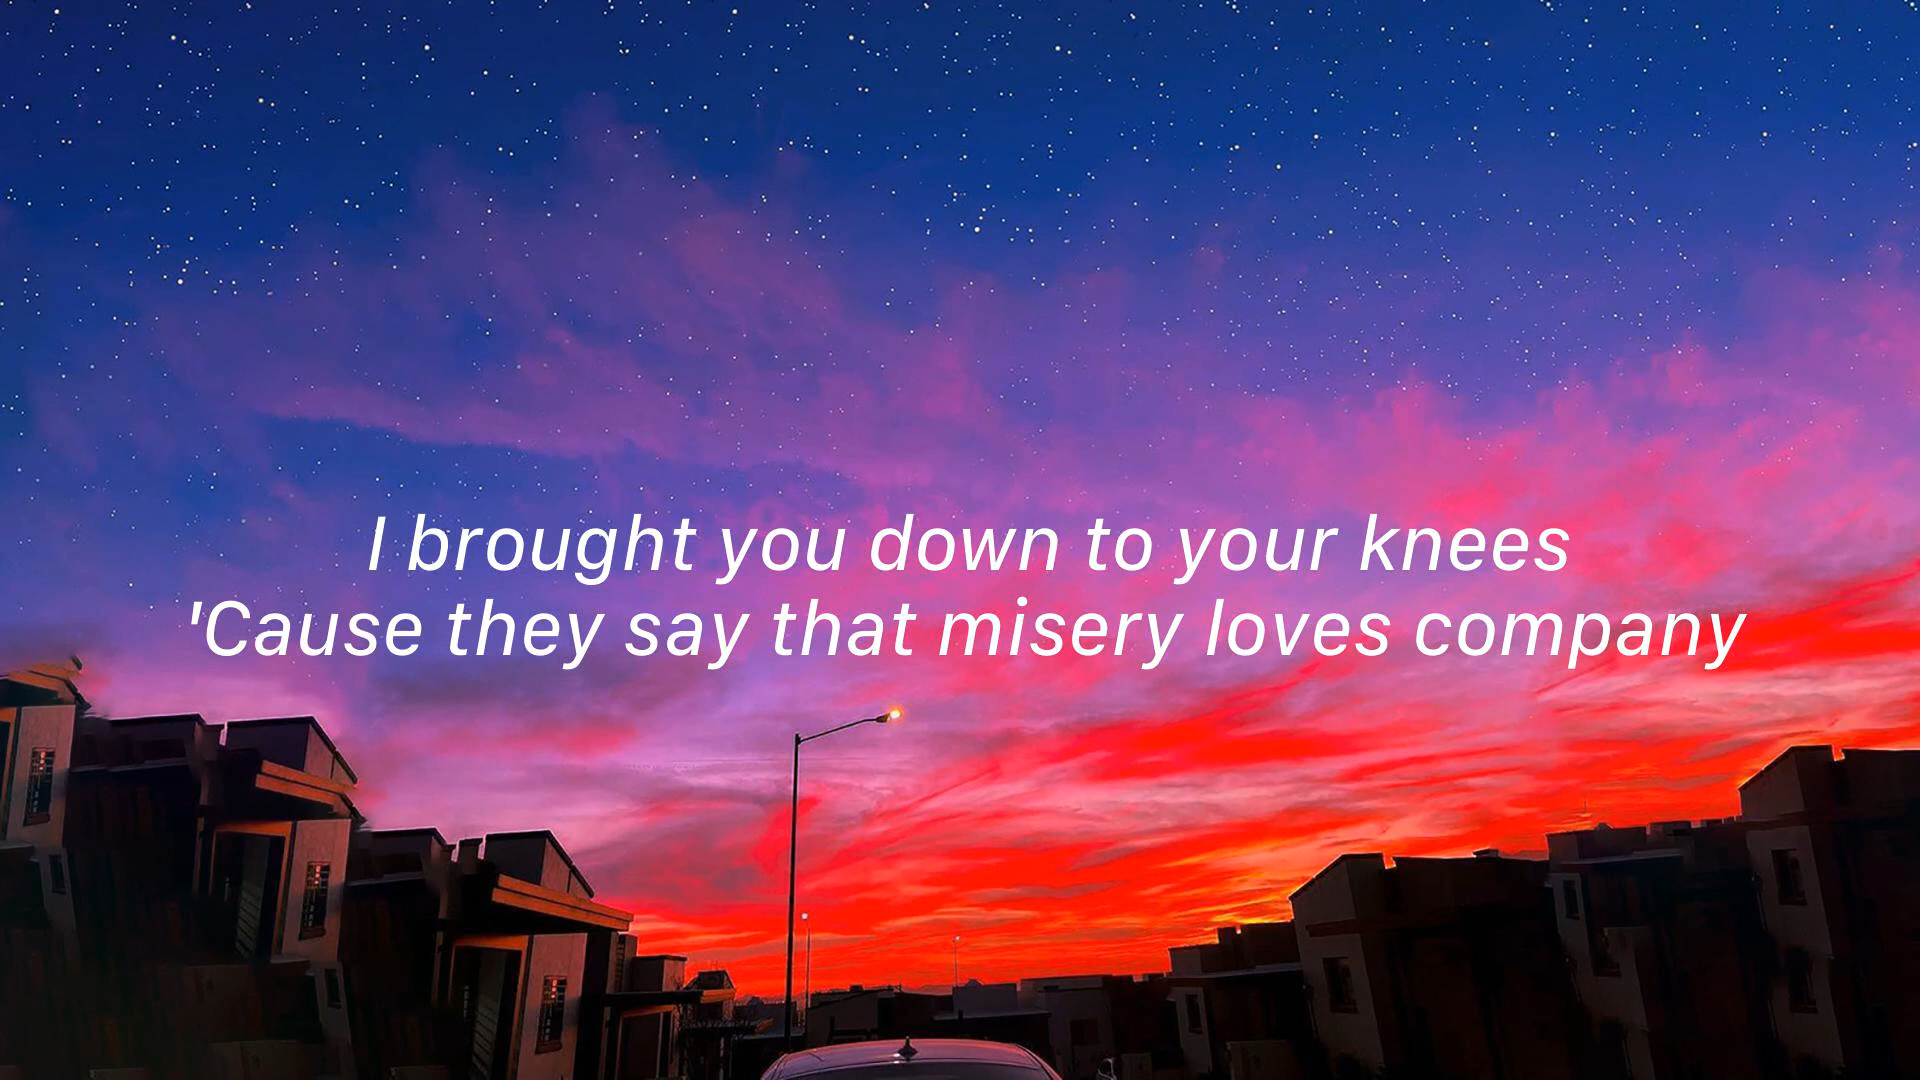 I brought you down to your knees
'Cause they say that misery loves company